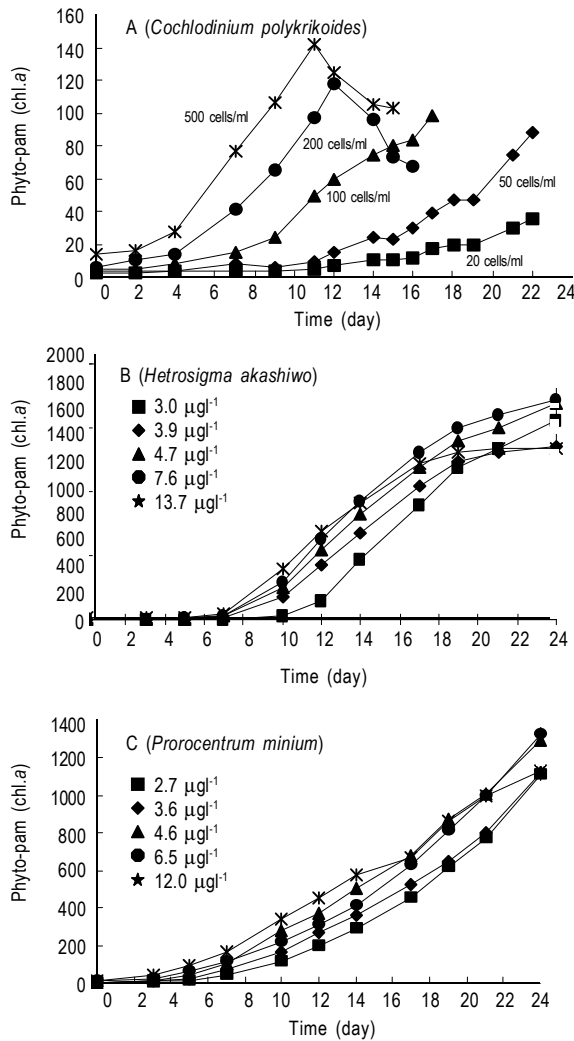 A (Cochlodinium polykrikoides)
160
140
120
100
80
60
40
20
0
Phyto-pam (chl.a)
500 cells/ml
200 cells/ml
100 cells/ml
50 cells/ml
20 cells/ml
0 2 4 6 8 10 12 14 16 18 20 22 24
Time (day)
B (Hetrosigma akashiwo)
2000
1800
1600
1200
1000
800
600
400
200
0
Phyto-pam (chl.a)
3.0 µgl-1
3.9 µgl-1
4.7 µgl-1
7.6 µgl-1
13.7 µgl-1
0 2 4 6 8 10 12 14 16 18 20 22 24
Time (day)
C (Prorocentrum minium)
1400
1200
1000
800
600
400
200
0
Phyto-pam (chl.a)
2.7 µgl-1
3.6 µgl-1
4.6 µgl-1
6.5 µgl-1
12.0 µgl-1
0 2 4 6 8 10 12 14 16 18 20 22 24
Time (day)